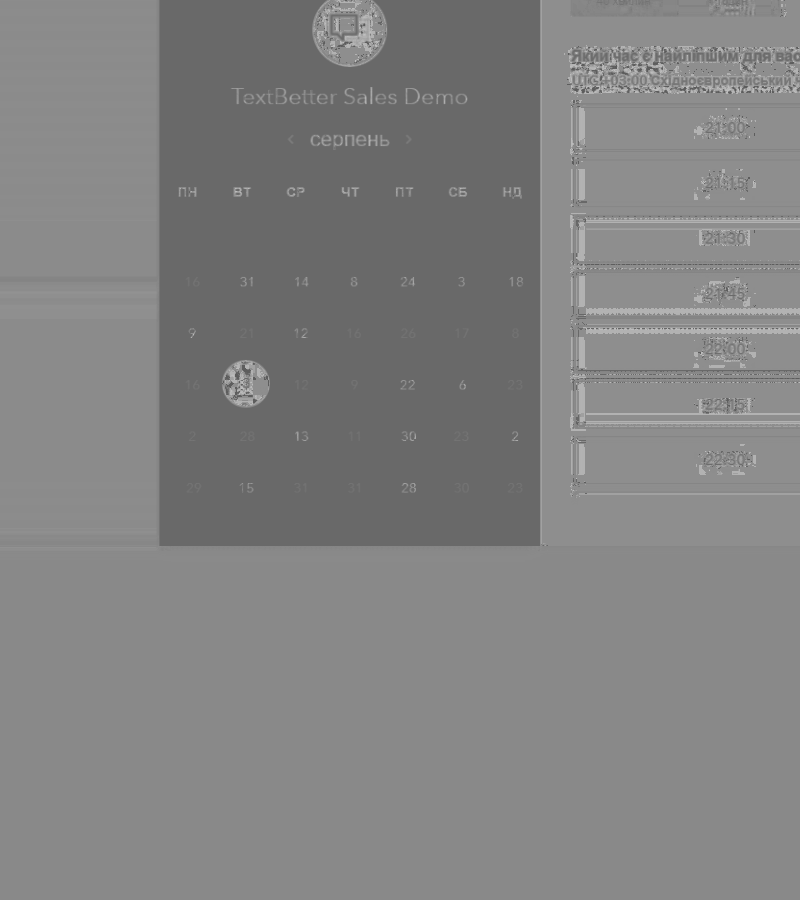 TextBetter Sales Demo
< серпень >
ПН ВТ СР ЧТ ПТ СБ НД
16 31 14 8 24 3 18
9 21 12 16 26 17 8
16 12 9 22 6 23
2 28 13 11 30 23 2
29 15 31 31 28 30 23
Який час є найліпшим для вас
UTC +03:00 Східноєвропейський
21:00
21:15
21:30
21:45
22:00
22:15
22:30